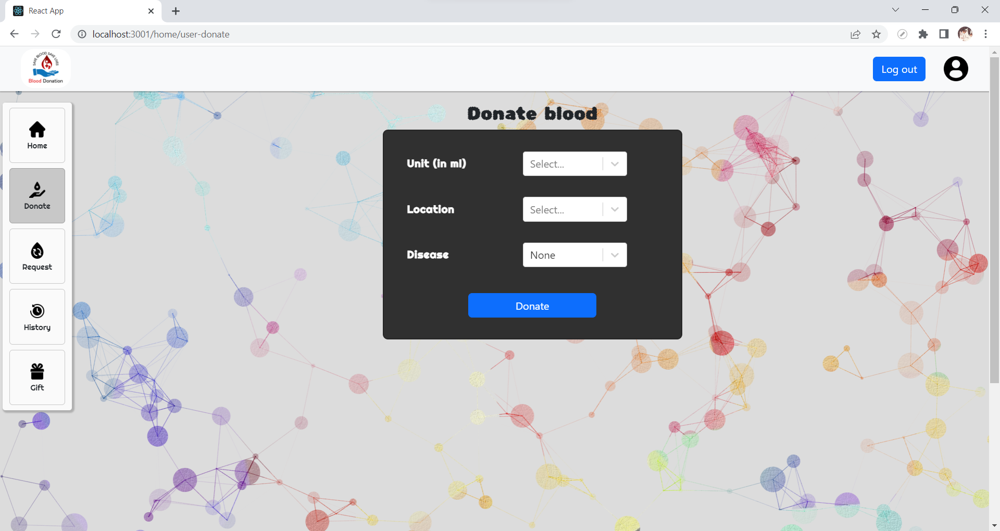 React App
localhost:3001/home/user-donate
SAVE BLOOD SAVE LIVES
Blood Donation
Log out
Home
Donate
Request
History
Gift
Donate blood
Unit (in ml)
Select...
Location
Select...
Disease
None
Donate